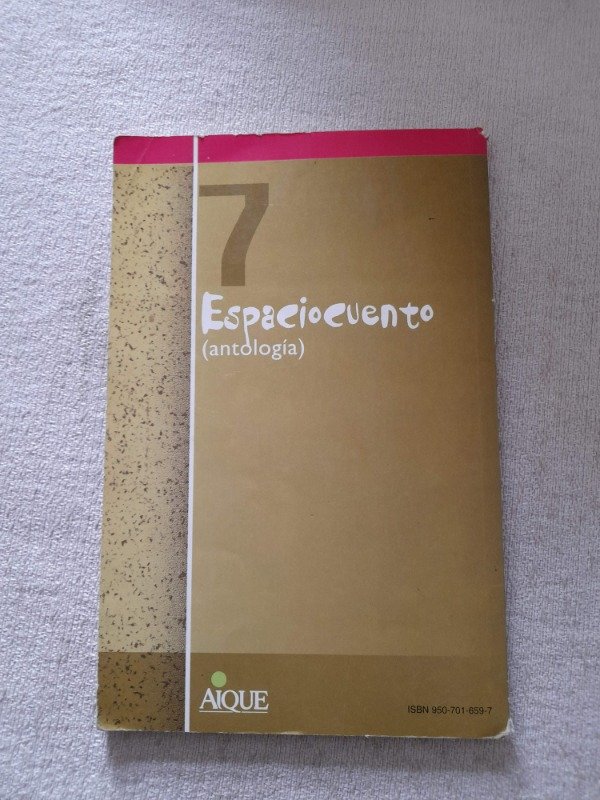 7
Espaciocuento
(antología)
AIQUE
ISBN 950-701-659-7